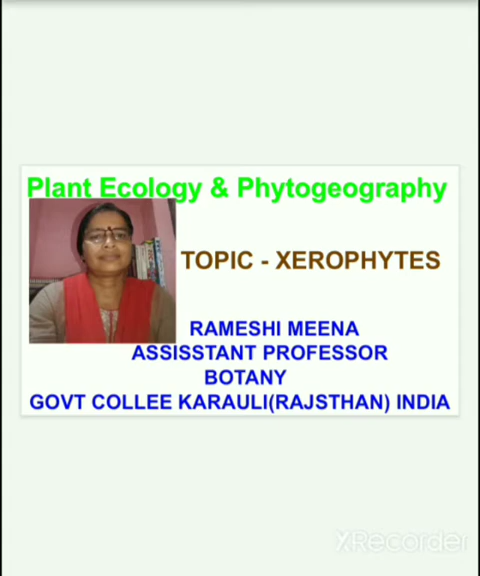 Plant Ecology & Phytogeography
TOPIC - XEROPHYTES
RAMESHI MEENA
ASSISSTANT PROFESSOR
BOTANY
GOVT COLLEE KARAULI(RAJSTHAN) INDIA
XRecorder